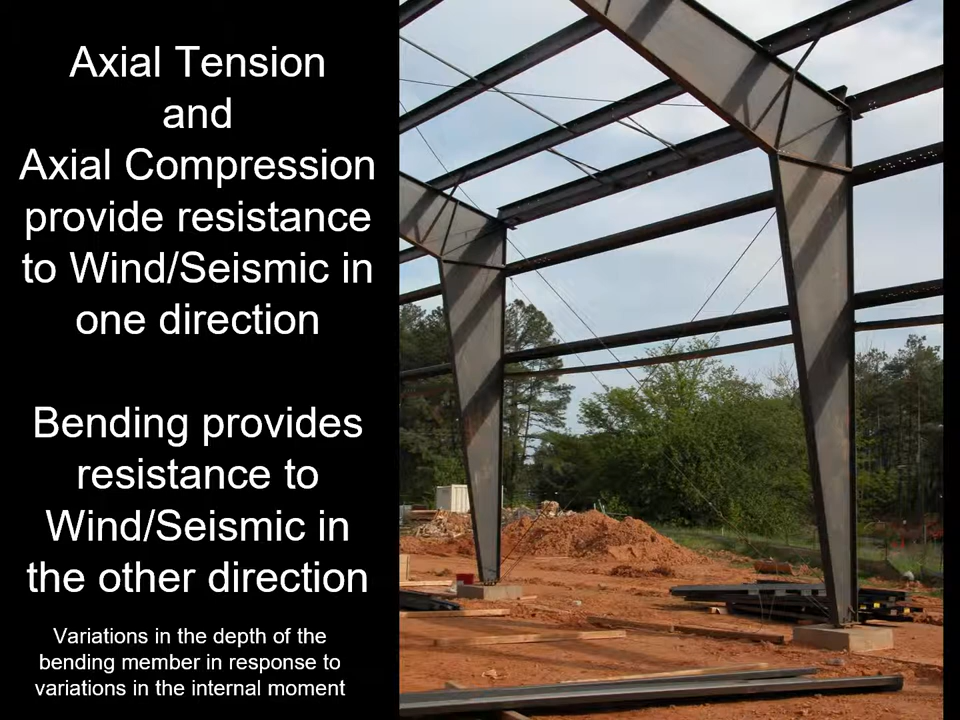 Axial Tension
and
Axial Compression
provide resistance
to Wind/Seismic in
one direction
Bending provides
resistance to
Wind/Seismic in
the other direction
Variations in the depth of the
bending member in response to
variations in the internal moment